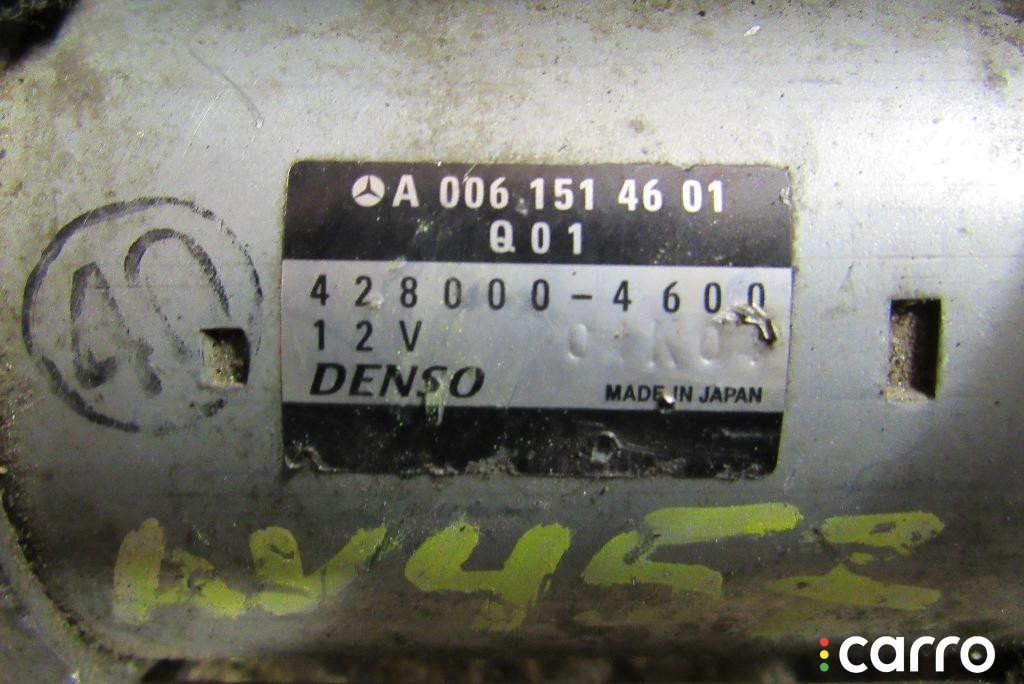 A 006 151 46 01
Q01
428000-4600
12V
DENSO
MADE IN JAPAN
carro